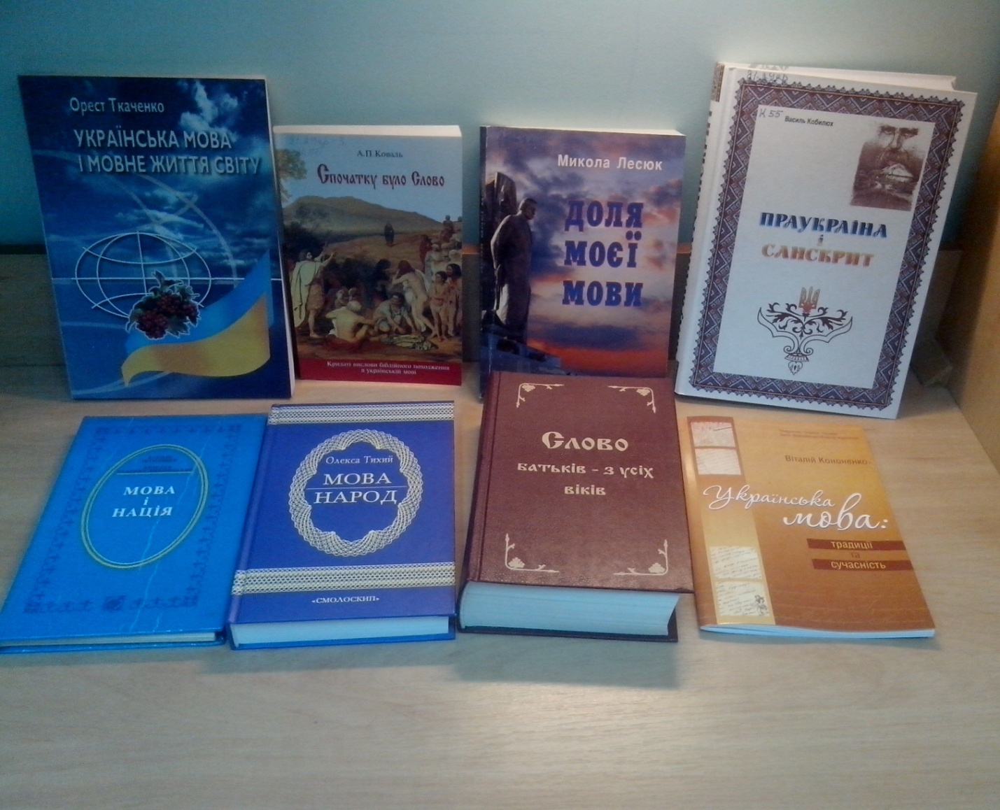 Орест Ткаченко
УКРАЇНСЬКА МОВА
І МОВНЕ ЖИТТЯ СВІТУ
А.П Коваль
Спочатку було Слово
Крилаті вислови біблійного походження
в українській мові
Микола Лесюк
ДОЛЯ
МОЄЇ
МОВИ
К 55
Василь Кобилюх
ПРАУКРАЇНА
і
САНСКРИТ
МОВА
і
НАЦІЯ
Олекса Тихий
МОВА
НАРОД
«СМОЛОСКИП»
Слово
батьків - з усіх
віків
Віталій Кононенко
Українська
мова:
традиції
та
сучасність